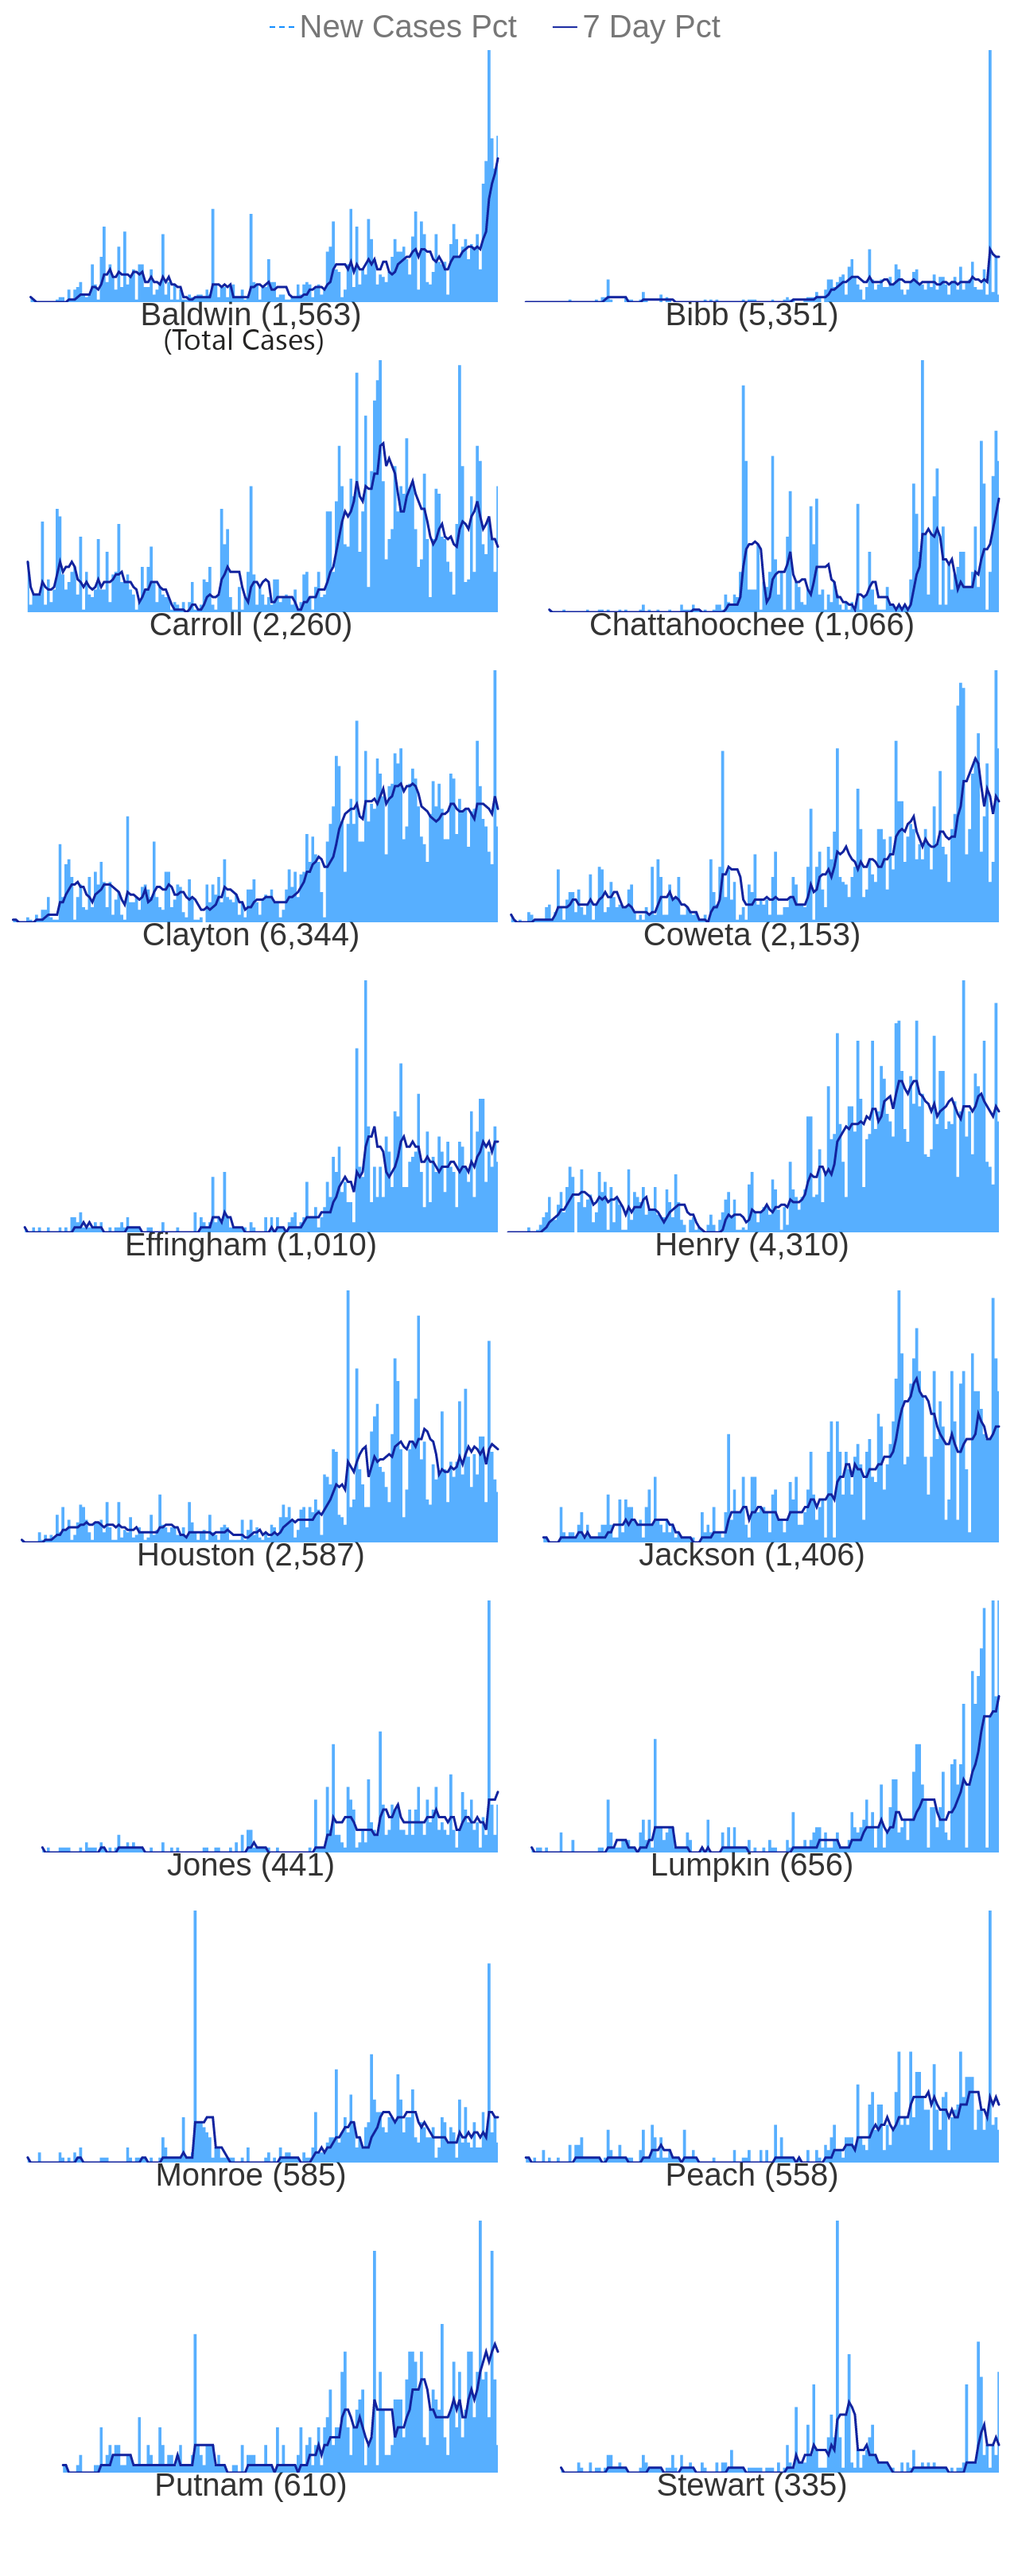 New Cases Pct 7 Day Pct
Baldwin (1,563) Bibb (5,351)
(Total Cases)
Carroll (2,260) Chattahoochee (1,066)
Clayton (6,344) Coweta (2,153)
Effingham (1,010) Henry (4,310)
Houston (2,587) Jackson (1,406)
Jones (441) Lumpkin (656)
Monroe (585) Peach (558)
Putnam (610) Stewart (335)